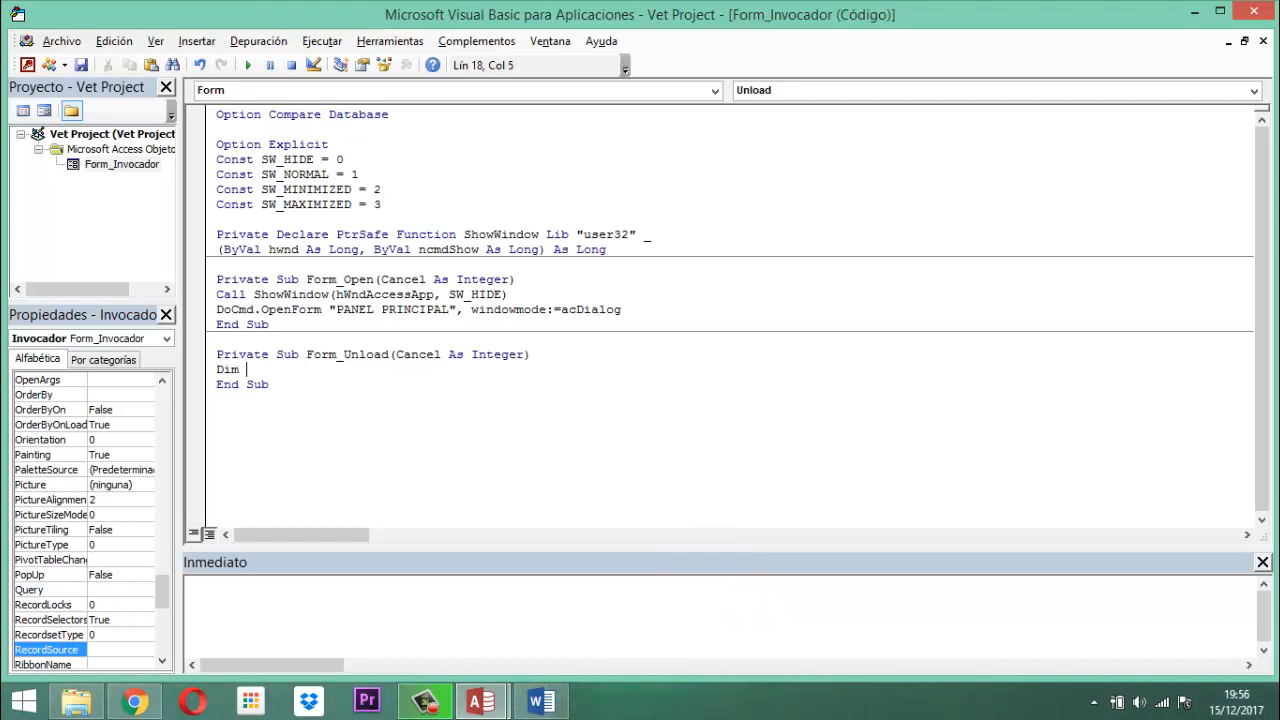 Microsoft Visual Basic para Aplicaciones - Vet Project - [Form_Invocador (Código)]
Archivo Edición Ver Insertar Depuración Ejecutar Herramientas Complementos Ventana Ayuda
Lín 18, Col 5
Proyecto - Vet Project
Vet Project (Vet Project
Microsoft Access Objeto
Form_Invocador
Propiedades - Invocado
Invocador Form_Invocador
Alfabética Por categorías
OpenArgs
OrderBy
OrderByOn False
OrderByOnLoad True
Orientation 0
Painting True
PaletteSource (Predetermina
Picture (ninguna)
PictureAlignmen 2
PictureSizeMode 0
PictureTiling False
PictureType 0
PivotTableChan
PopUp False
Query
RecordLocks 0
RecordSelectors True
RecordsetType 0
RecordSource
RibbonName
Form Unload
Option Compare Database
Option Explicit
Const SW_HIDE = 0
Const SW_NORMAL = 1
Const SW_MINIMIZED = 2
Const SW_MAXIMIZED = 3
Private Declare PtrSafe Function ShowWindow Lib "user32" _
(ByVal hwnd As Long, ByVal ncmdShow As Long) As Long
Private Sub Form_Open(Cancel As Integer)
Call ShowWindow(hWndAccessApp, SW_HIDE)
DoCmd.OpenForm "PANEL PRINCIPAL", windowmode:=acDialog
End Sub
Private Sub Form_Unload(Cancel As Integer)
Dim
End Sub
Inmediato
Pr
19:56
15/12/2017